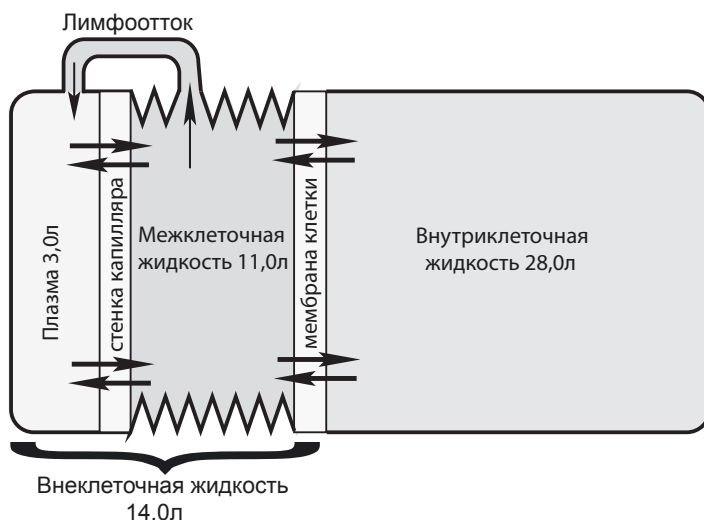 Лимфоотток
Плазма 3,0л
стенка капилляра
Межклеточная
жидкость 11,0л
мембрана клетки
Внутриклеточная
жидкость 28,0л
Внеклеточная жидкость
14,0л